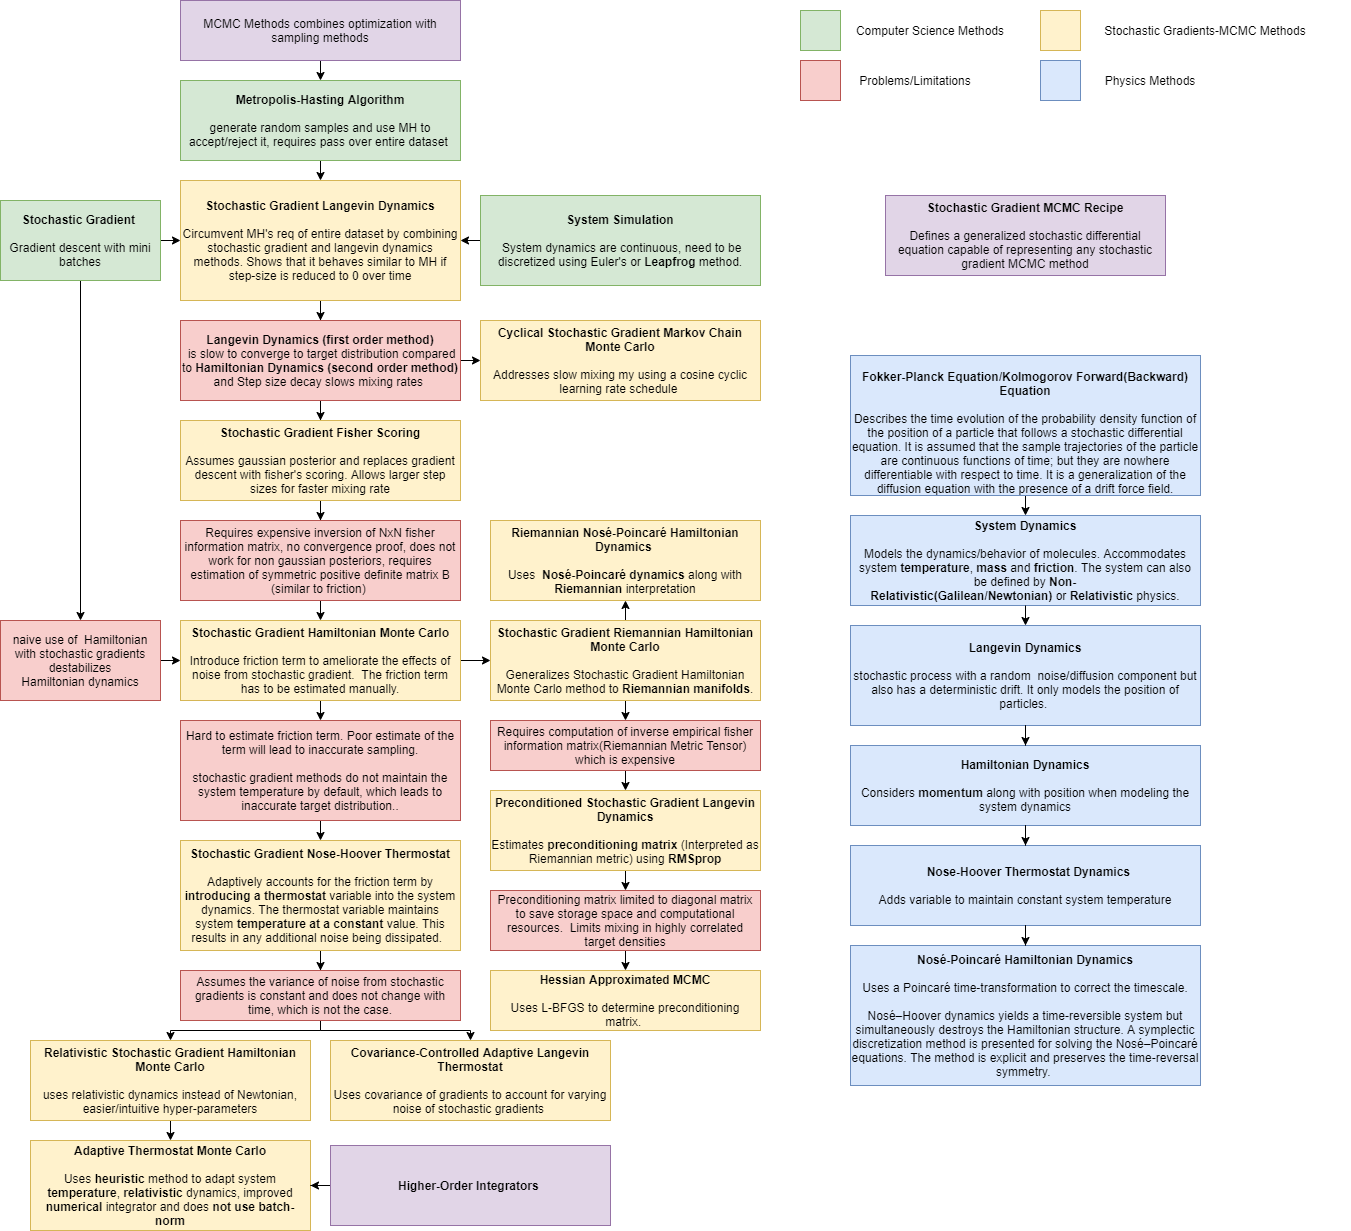 MCMC Methods combines optimization with
sampling methods
Computer Science Methods
Stochastic Gradients-MCMC Methods
Problems/Limitations
Physics Methods
Metropolis-Hasting Algorithm
generate random samples and use MH to
accept/reject it, requires pass over entire dataset
Stochastic Gradient
Gradient descent with mini
batches
Stochastic Gradient Langevin Dynamics
Circumvent MH's req of entire dataset by combining
stochastic gradient and langevin dynamics
methods. Shows that it behaves similar to MH if
step-size is reduced to 0 over time
System Simulation
System dynamics are continuous, need to be
discretized using Euler's or Leapfrog method.
Stochastic Gradient MCMC Recipe
Defines a generalized stochastic differential
equation capable of representing any stochastic
gradient MCMC method
Langevin Dynamics (first order method)
is slow to converge to target distribution compared
to Hamiltonian Dynamics (second order method)
and Step size decay slows mixing rates
Cyclical Stochastic Gradient Markov Chain
Monte Carlo
Addresses slow mixing my using a cosine cyclic
learning rate schedule
Stochastic Gradient Fisher Scoring
Assumes gaussian posterior and replaces gradient
descent with fisher's scoring. Allows larger step
sizes for faster mixing rate
Requires expensive inversion of NxN fisher
information matrix, no convergence proof, does not
work for non gaussian posteriors, requires
estimation of symmetric positive definite matrix B
(similar to friction)
Riemannian Nosé-Poincaré Hamiltonian
Dynamics
Uses Nosé-Poincaré dynamics along with
Riemannian interpretation
naive use of Hamiltonian
with stochastic gradients
destabilizes
Hamiltonian dynamics
Stochastic Gradient Hamiltonian Monte Carlo
Introduce friction term to ameliorate the effects of
noise from stochastic gradient. The friction term
has to be estimated manually.
Stochastic Gradient Riemannian Hamiltonian
Monte Carlo
Generalizes Stochastic Gradient Hamiltonian
Monte Carlo method to Riemannian manifolds.
Hard to estimate friction term. Poor estimate of the
term will lead to inaccurate sampling.
stochastic gradient methods do not maintain the
system temperature by default, which leads to
inaccurate target distribution..
Requires computation of inverse empirical fisher
information matrix(Riemannian Metric Tensor)
which is expensive
Preconditioned Stochastic Gradient Langevin
Dynamics
Estimates preconditioning matrix (Interpreted as
Riemannian metric) using RMSprop
Stochastic Gradient Nose-Hoover Thermostat
Adaptively accounts for the friction term by
introducing a thermostat variable into the system
dynamics. The thermostat variable maintains
system temperature at a constant value. This
results in any additional noise being dissipated.
Preconditioning matrix limited to diagonal matrix
to save storage space and computational
resources. Limits mixing in highly correlated
target densities
Assumes the variance of noise from stochastic
gradients is constant and does not change with
time, which is not the case.
Hessian Approximated MCMC
Uses L-BFGS to determine preconditioning
matrix.
Relativistic Stochastic Gradient Hamiltonian
Monte Carlo
uses relativistic dynamics instead of Newtonian,
easier/intuitive hyper-parameters
Covariance-Controlled Adaptive Langevin
Thermostat
Uses covariance of gradients to account for varying
noise of stochastic gradients
Adaptive Thermostat Monte Carlo
Uses heuristic method to adapt system
temperature, relativistic dynamics, improved
numerical integrator and does not use batch-
norm
Higher-Order Integrators
Fokker-Planck Equation/Kolmogorov Forward(Backward)
Equation
Describes the time evolution of the probability density function of
the position of a particle that follows a stochastic differential
equation. It is assumed that the sample trajectories of the particle
are continuous functions of time; but they are nowhere
differentiable with respect to time. It is a generalization of the
diffusion equation with the presence of a drift force field.
System Dynamics
Models the dynamics/behavior of molecules. Accommodates
system temperature, mass and friction. The system can also
be defined by Non-
Relativistic(Galilean/Newtonian) or Relativistic physics.
Langevin Dynamics
stochastic process with a random noise/diffusion component but
also has a deterministic drift. It only models the position of
particles.
Hamiltonian Dynamics
Considers momentum along with position when modeling the
system dynamics
Nose-Hoover Thermostat Dynamics
Adds variable to maintain constant system temperature
Nosé-Poincaré Hamiltonian Dynamics
Uses a Poincaré time-transformation to correct the timescale.
Nosé–Hoover dynamics yields a time-reversible system but
simultaneously destroys the Hamiltonian structure. A symplectic
discretization method is presented for solving the Nosé–Poincaré
equations. The method is explicit and preserves the time-reversal
symmetry.